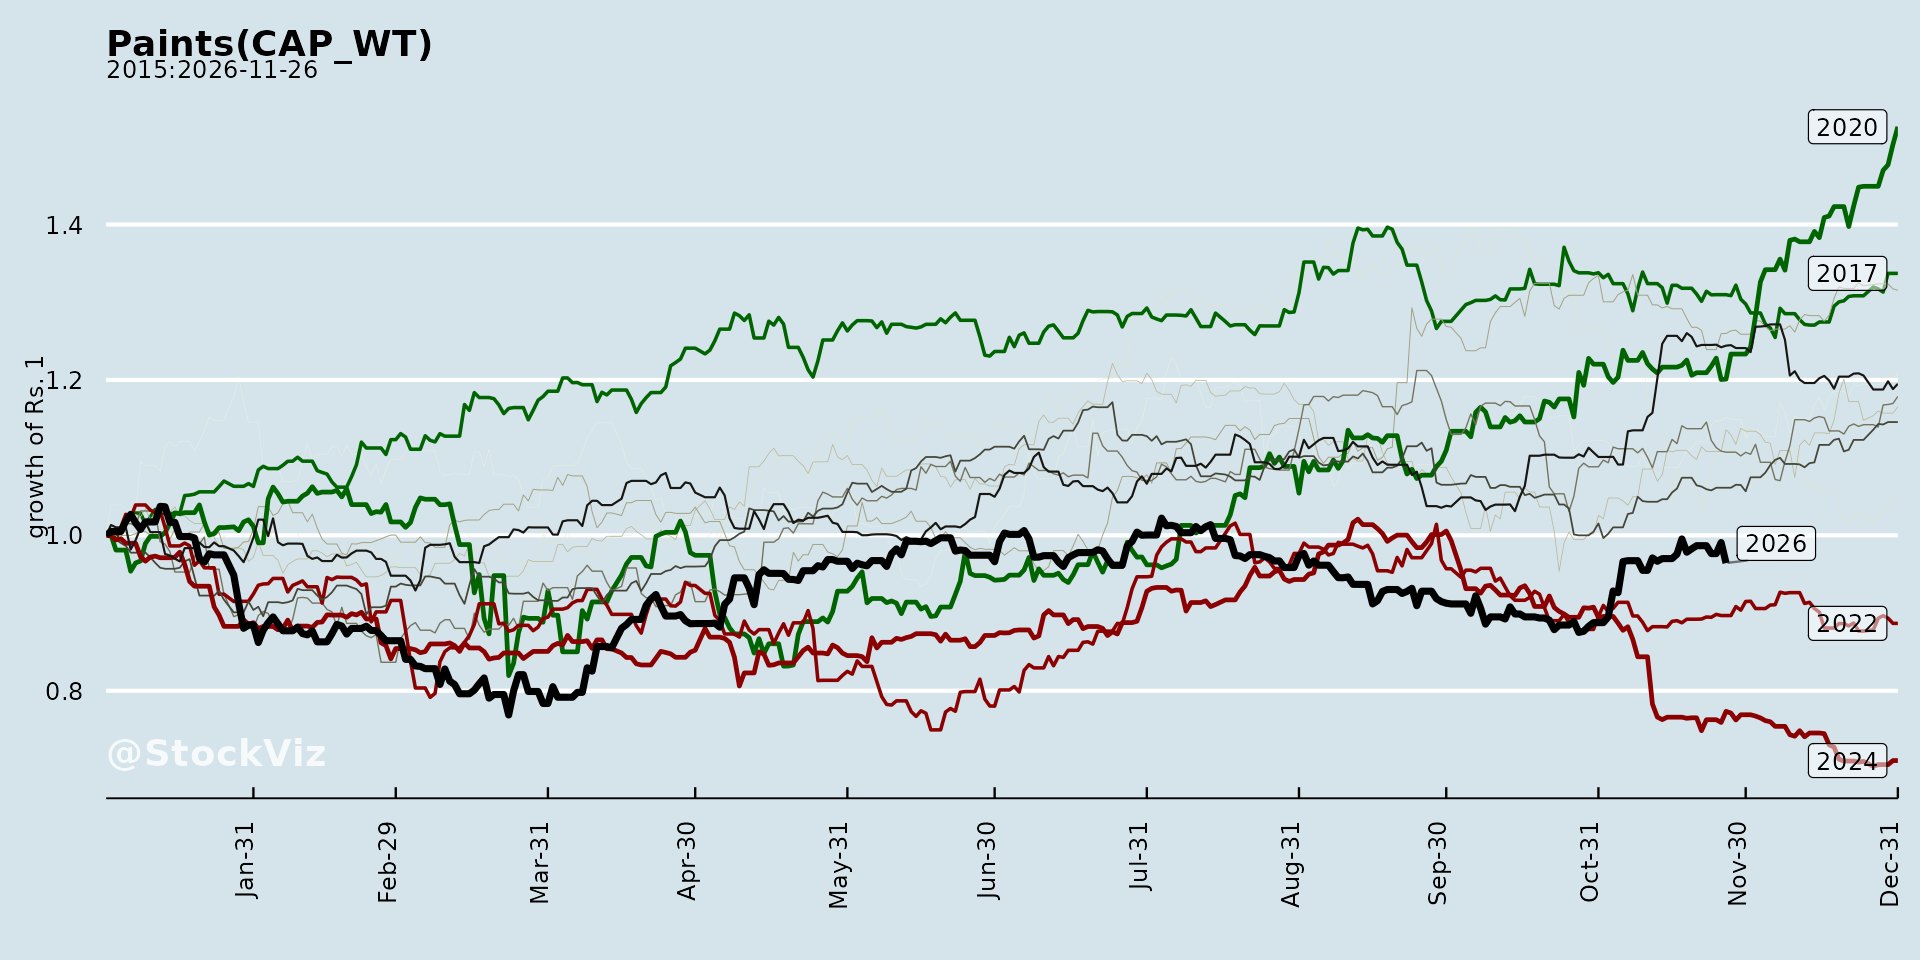 Paints(CAP_WT)
2015:2026-11-26
growth of Rs. 1
1.4
1.2
1.0
0.8
2020
2017
2026
2022
2024
@StockViz
Jan-31
Feb-29
Mar-31
Apr-30
May-31
Jun-30
Jul-31
Aug-31
Sep-30
Oct-31
Nov-30
Dec-31